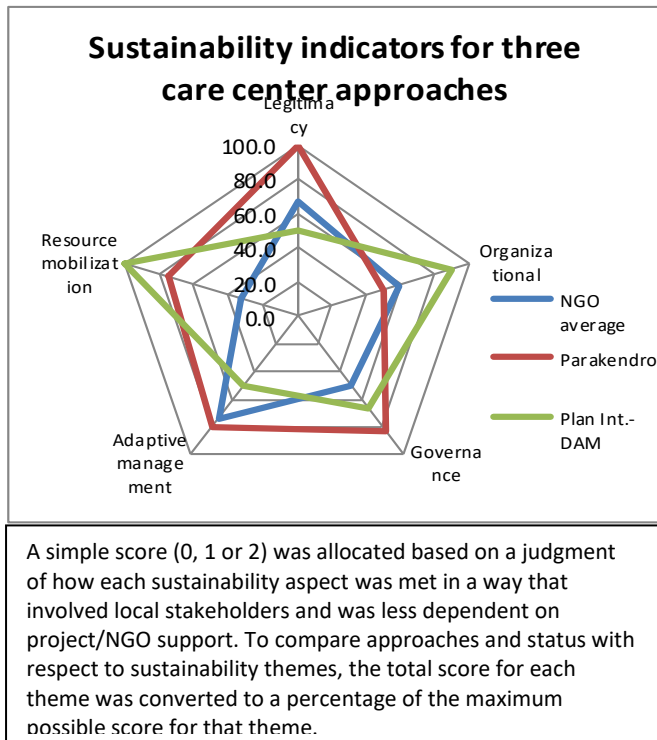 Sustainability indicators for three
care center approaches
Legitima
cy
100.0
80.0
60.0
40.0
20.0
0.0
Resource
mobilizat
ion
Organiza
tional
NGO
average
Parakendro
Plan Int.-
DAM
Adaptive
manage
ment
Governa
nce
A simple score (0, 1 or 2) was allocated based on a judgment
of how each sustainability aspect was met in a way that
involved local stakeholders and was less dependent on
project/NGO support. To compare approaches and status with
respect to sustainability themes, the total score for each
theme was converted to a percentage of the maximum
possible score for that theme.